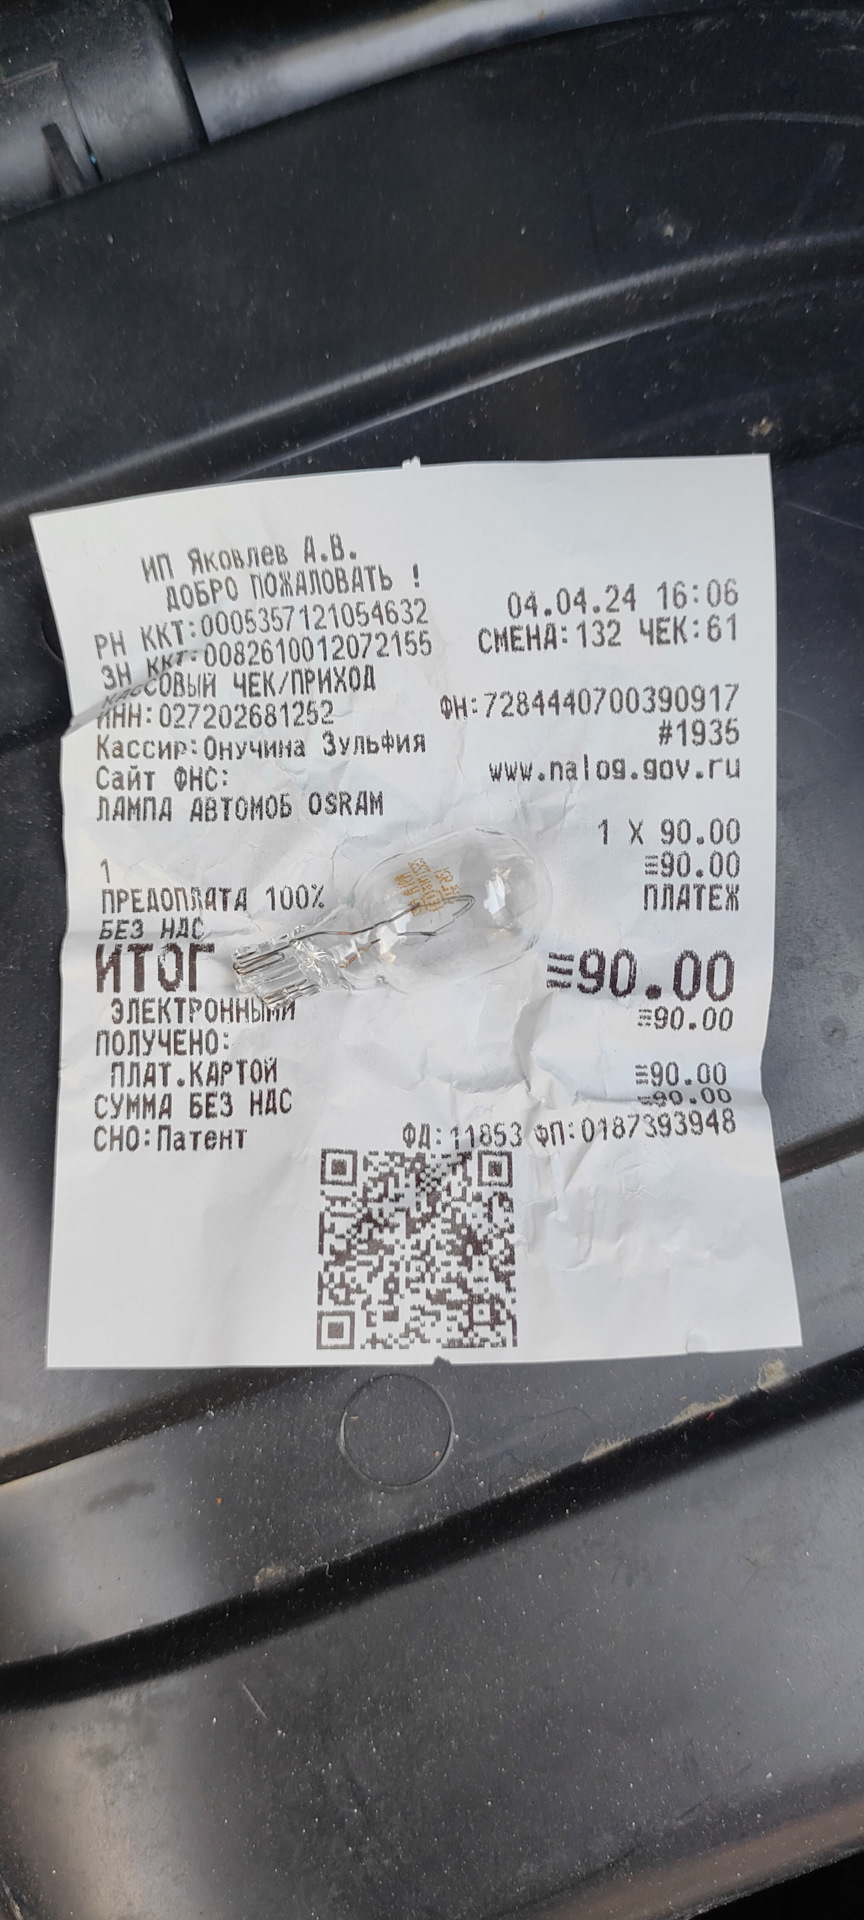 ИП Яковлев А.В.
ДОБРО ПОЖАЛОВАТЬ !
04.04.24 16:06
РН ККТ:0005357121054632
СМЕНА:132 ЧЕК:61
ЗН ККТ:0082610012072155
КАССОВЫЙ ЧЕК/ПРИХОД
ИНН:027202681252 ФН:7284440700390917
Кассир:Онучина Зульфия #1935
Сайт ФНС: www.nalog.gov.ru
ЛАМПА АВТОМОБ OSRAM
1 X 90.00
1 ≡90.00
ПРЕДОПЛАТА 100% ПЛАТЕЖ
БЕЗ НДС
ИТОГ ≡90.00
ЭЛЕКТРОННЫМИ ≡90.00
ПОЛУЧЕНО:
ПЛАТ.КАРТОЙ ≡90.00
СУММА БЕЗ НДС ≡90.00
СНО:Патент ФД:11853 ФП:0187393948